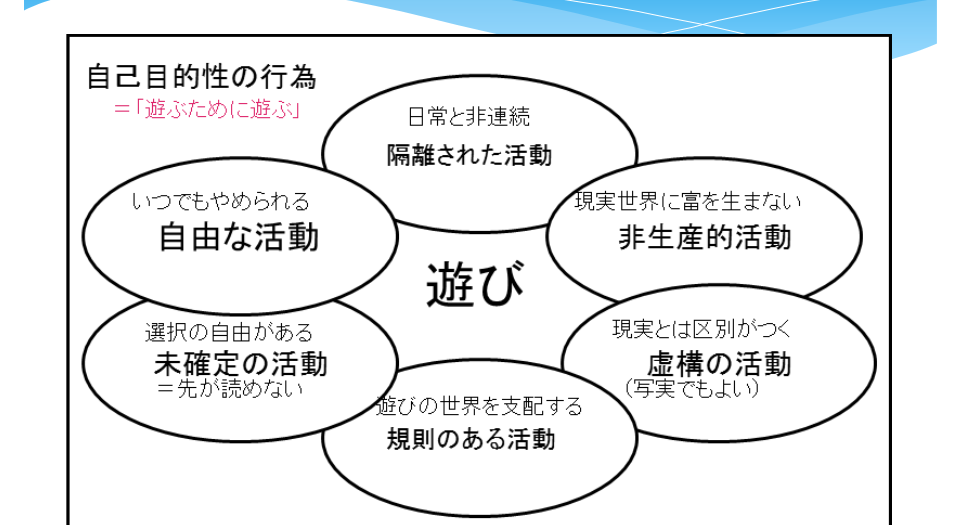 自己目的性の行為
＝「遊ぶために遊ぶ」
日常と非連続
隔離された活動
いつでもやめられる
自由な活動
現実世界に富を生まない
非生産的活動
遊び
選択の自由がある
未確定の活動
＝先が読めない
現実とは区別がつく
虚構の活動
（写実でもよい）
遊びの世界を支配する
規則のある活動